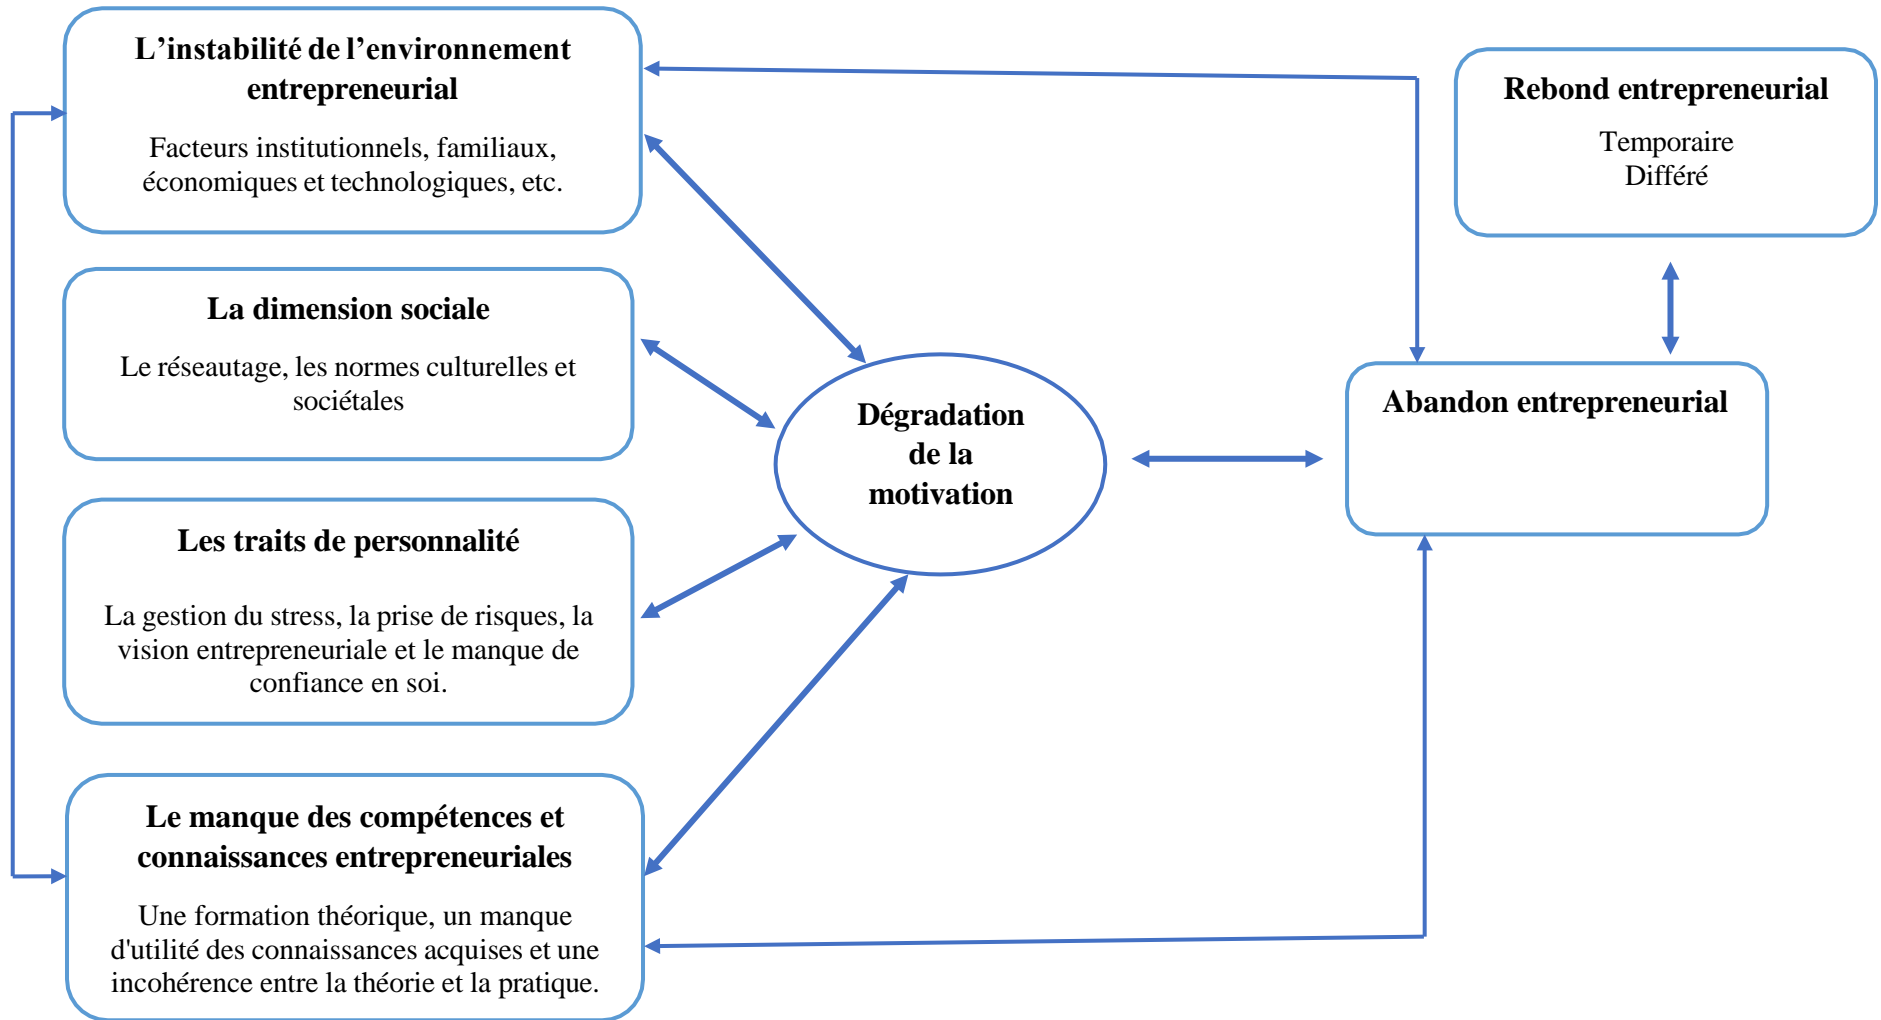 L’instabilité de l’environnement
entrepreneurial
Facteurs institutionnels, familiaux,
économiques et technologiques, etc.
La dimension sociale
Le réseautage, les normes culturelles et
sociétales
Les traits de personnalité
La gestion du stress, la prise de risques, la
vision entrepreneuriale et le manque de
confiance en soi.
Le manque des compétences et
connaissances entrepreneuriales
Une formation théorique, un manque
d'utilité des connaissances acquises et une
incohérence entre la théorie et la pratique.
Dégradation
de la
motivation
Rebond entrepreneurial
Temporaire
Différé
Abandon entrepreneurial